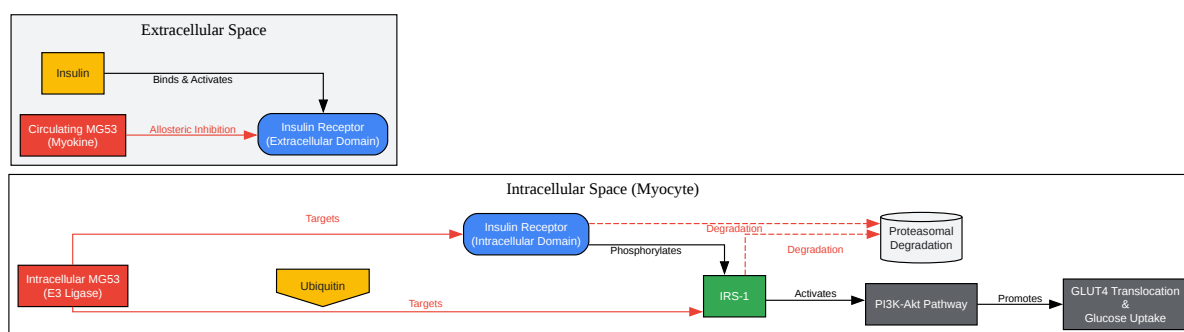 Extracellular Space
Insulin
Binds & Activates
Circulating MG53
(Myokine)
Allosteric Inhibition
Insulin Receptor
(Extracellular Domain)
Intracellular Space (Myocyte)
Targets
Insulin Receptor
(Intracellular Domain)
Degradation
Proteasomal
Degradation
Phosphorylates
Degradation
Intracellular MG53
(E3 Ligase)
Ubiquitin
Targets
IRS-1
Activates
PI3K-Akt Pathway
Promotes
GLUT4 Translocation
&
Glucose Uptake